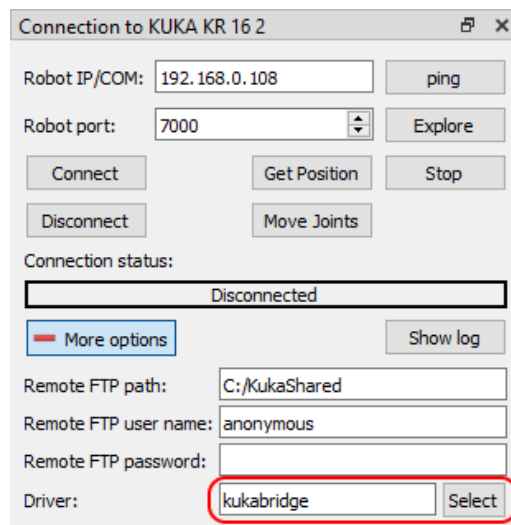 Connection to KUKA KR 16 2
Robot IP/COM: 192.168.0.108 ping
Robot port: 7000 Explore
Connect Get Position Stop
Disconnect Move Joints
Connection status:
Disconnected
More options Show log
Remote FTP path: C:/KukaShared
Remote FTP user name: anonymous
Remote FTP password:
Driver: kukabridge Select